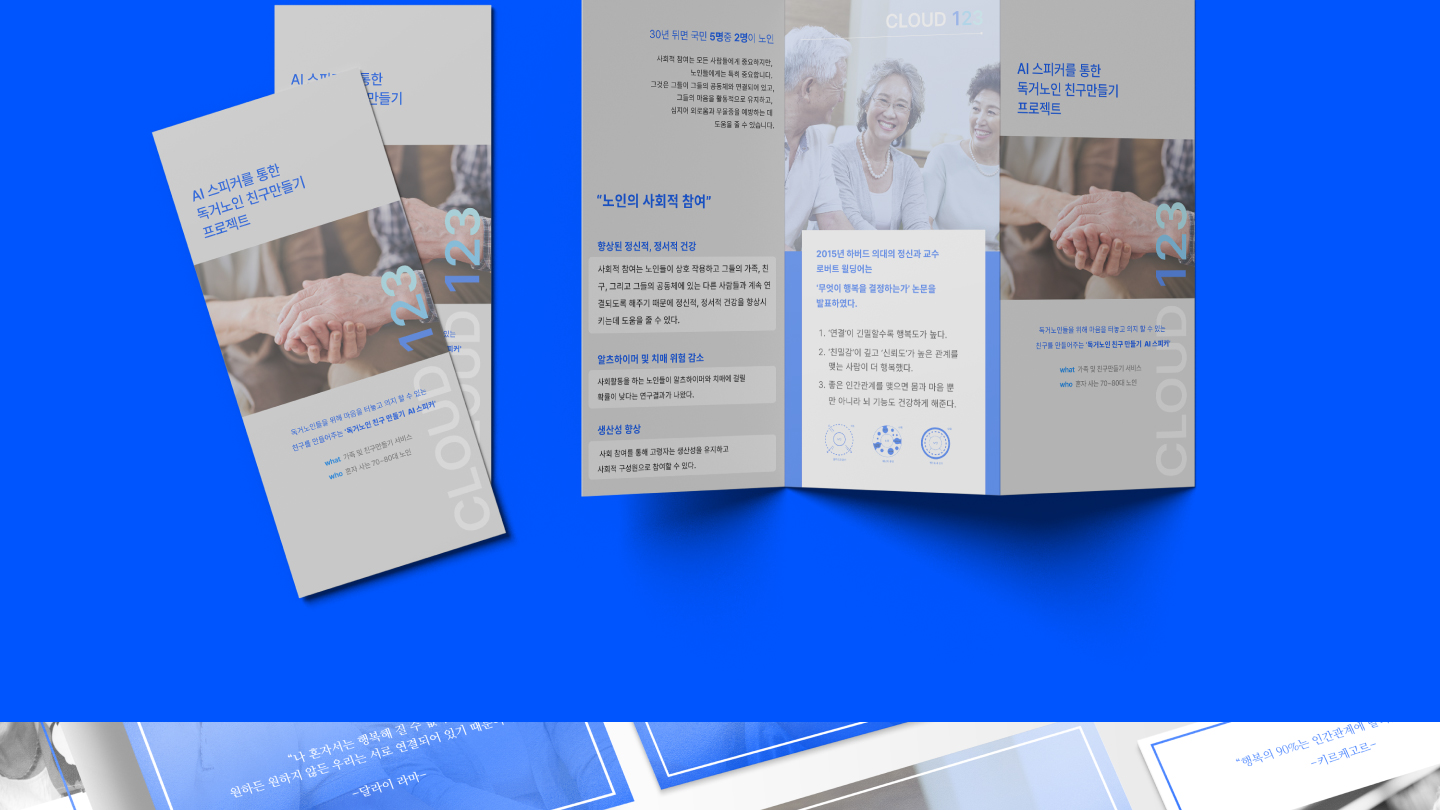 AI 스피커를 통한
만들기
123
있는
피커'
CLOUD
AI 스피커를 통한
독거노인 친구만들기
프로젝트
123
독거노인들을 위해 마음을 터놓고 의지 할 수 있는
친구를 만들어주는 '독거노인 친구 만들기 AI 스피커'
what 가족 및 친구만들기 서비스
who 혼자 사는 70~80대 노인
CLOUD
30년 뒤면 국민 5명중 2명이 노인
사회적 참여는 모든 사람들에게 중요하지만,
노인들에게는 특히 중요합니다.
그것은 그들이 그들의 공동체와 연결되어 있고,
그들의 마음을 활동적으로 유지하고,
심지어 외로움과 우울증을 예방하는 데
도움을 줄 수 있습니다.
"노인의 사회적 참여"
향상된 정신적, 정서적 건강
사회적 참여는 노인들이 상호 작용하고 그들의 가족, 친
구, 그리고 그들의 공동체에 있는 다른 사람들과 계속 연
결되도록 해주기 때문에 정신적, 정서적 건강을 향상시
키는데 도움을 줄 수 있다.
알츠하이머 및 치매 위험 감소
사회활동을 하는 노인들이 알츠하이머와 치매에 걸릴
확률이 낮다는 연구결과가 나왔다.
생산성 향상
사회 참여를 통해 고령자는 생산성을 유지하고
사회적 구성원으로 참여할 수 있다.
CLOUD 123
2015년 하버드 의대의 정신과 교수
로버트 월딩어는
'무엇이 행복을 결정하는가' 논문을
발표하였다.
1. '연결'이 긴밀할수록 행복도가 높다.
2. '친밀감'이 깊고 '신뢰도'가 높은 관계를
맺는 사람이 더 행복했다.
3. 좋은 인간관계를 맺으면 몸과 마음 뿐
만 아니라 뇌 기능도 건강하게 해준다.
AI 스피커를 통한
독거노인 친구만들기
프로젝트
123
독거노인들을 위해 마음을 터놓고 의지 할 수 있는
친구를 만들어주는 '독거노인 친구 만들기 AI 스피커'
what 가족 및 친구만들기 서비스
who 혼자 사는 70~80대 노인
CLOUD
"나 혼자서는 행복해 질 수 없
원하든 원하지 않든 우리는 서로 연결되어 있기 때문
-달라이 라마-
"행복의 90%는 인간관계에
-키르케고르-